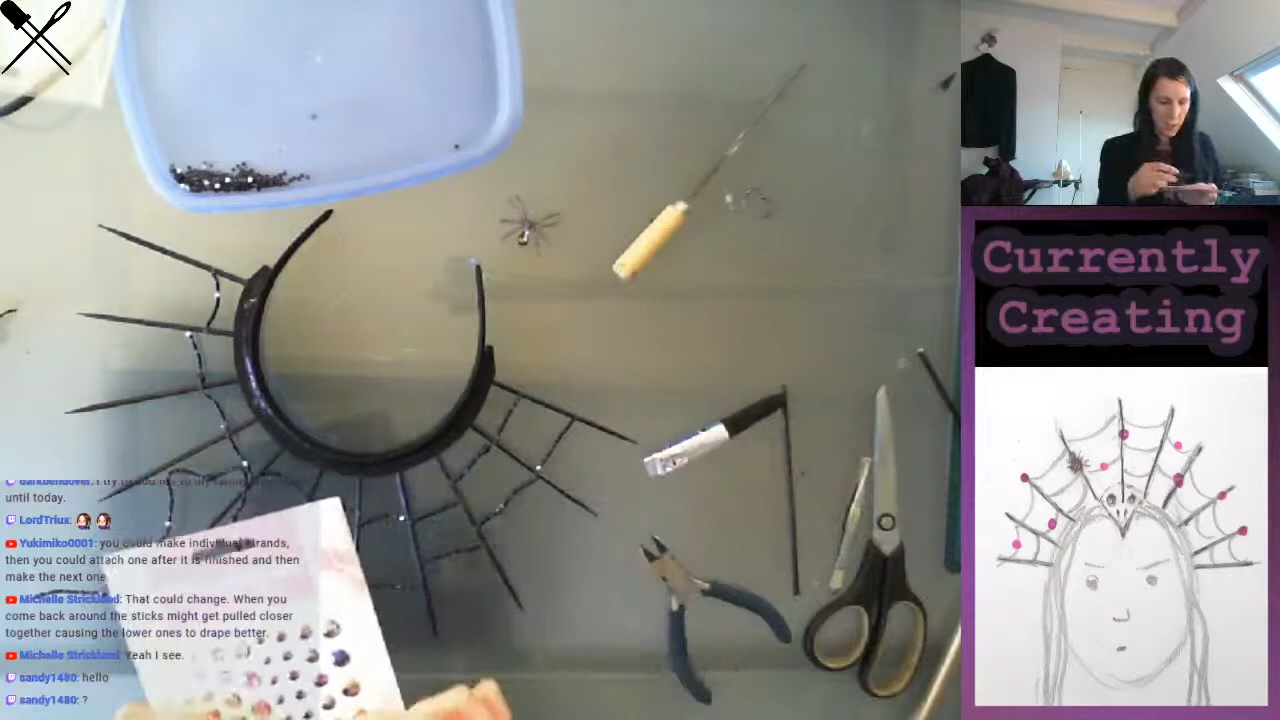 Currently
Creating
until today.
LordTriux:
Yukimiko0001: you could make individual strands,
then you could attach one after it is finished and then
make the next one
Michelle Strickland: That could change. When you
come back around the sticks might get pulled closer
together causing the lower ones to drape better.
Michelle Strickland: Yeah I see.
sandy1480: hello
sandy1480: ?